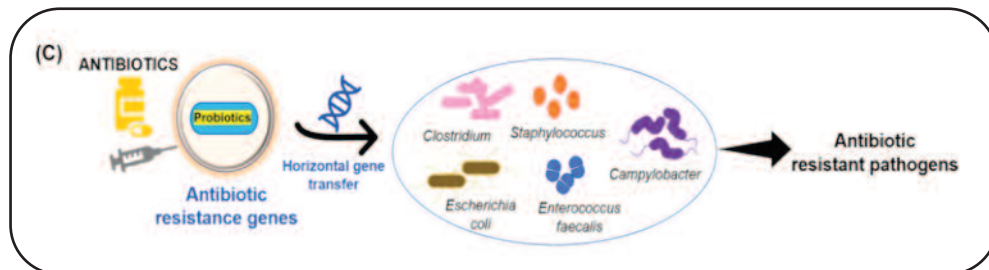 (C)
ANTIBIOTICS
Probiotics
Antibiotic
resistance genes
Horizontal gene
transfer
Clostridium
Staphylococcus
Campylobacter
Escherichia
coli
Enterococcus
faecalis
Antibiotic
resistant pathogens